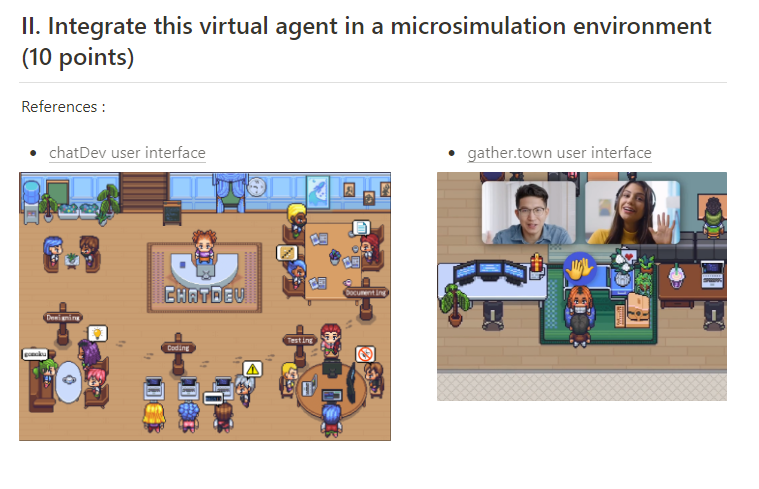 II. Integrate this virtual agent in a microsimulation environment
(10 points)
References :
chatDev user interface
gather.town user interface
CHATDEV
Documenting
Designing
Coding
Testing
gomoku